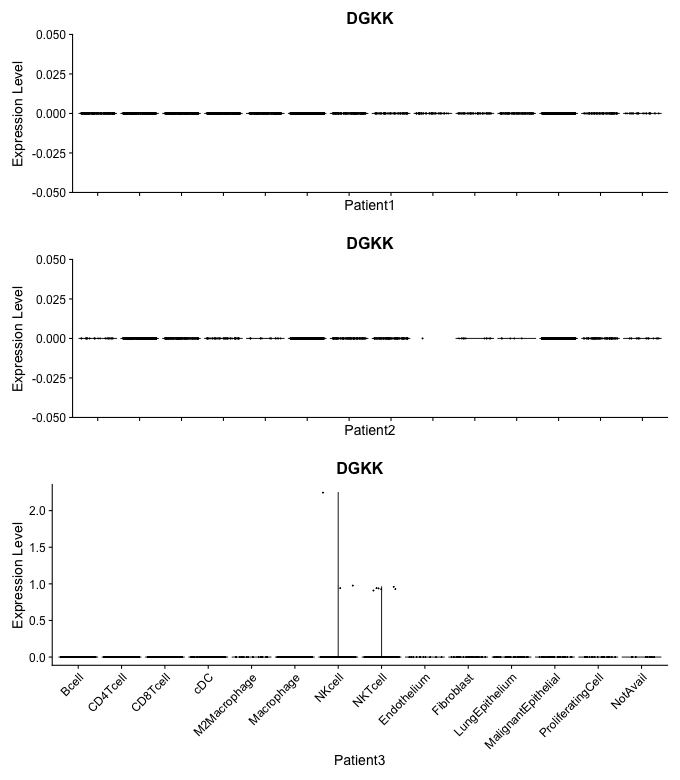 DGKK
0.050
0.025
0.000
-0.025
-0.050
Expression Level
Patient1
DGKK
0.050
0.025
0.000
-0.025
-0.050
Expression Level
Patient2
DGKK
2.0
1.5
1.0
0.5
0.0
Expression Level
Bcell
CD4Tcell
CD8Tcell
cDC
M2Macrophage
Macrophage
NKcell
NKTcell
Endothelium
Fibroblast
LungEpithelium
MalignantEpithelial
ProliferatingCell
NotAvail
Patient3